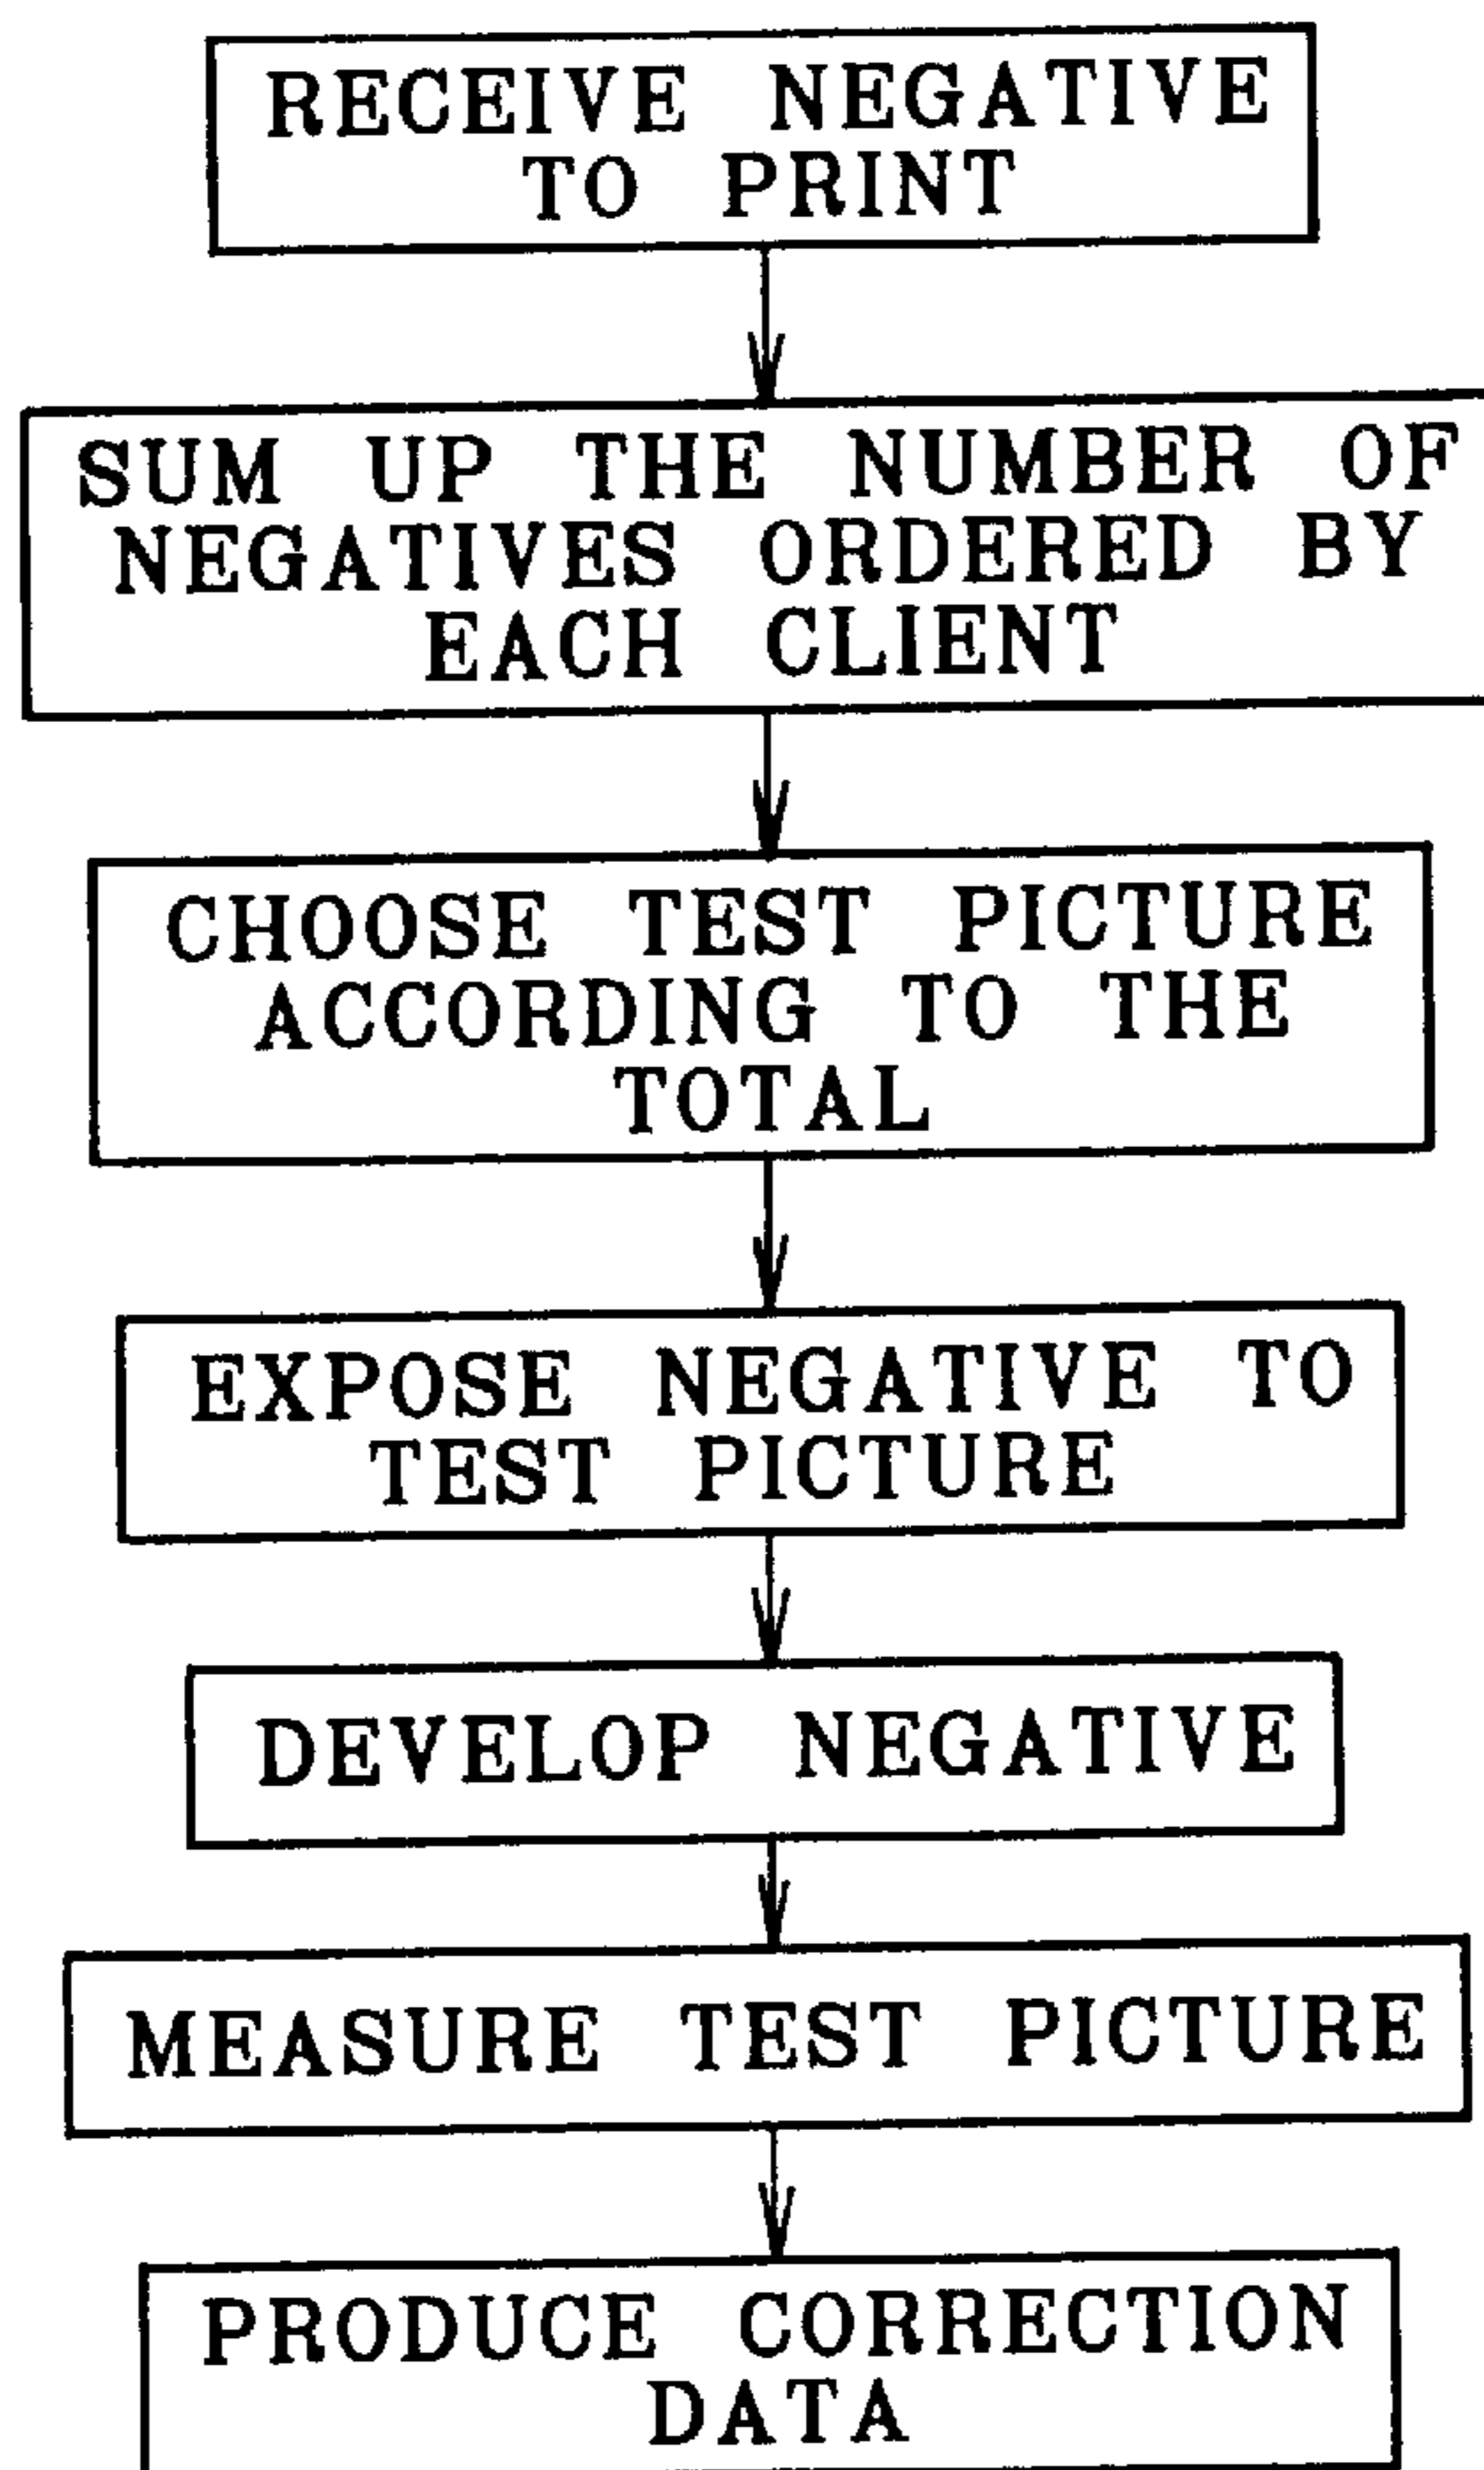 RECEIVE NEGATIVE
TO PRINT
SUM UP THE NUMBER OF
NEGATIVES ORDERED BY
EACH CLIENT
CHOOSE TEST PICTURE
ACCORDING TO THE
TOTAL
EXPOSE NEGATIVE TO
TEST PICTURE
DEVELOP NEGATIVE
MEASURE TEST PICTURE
PRODUCE CORRECTION
DATA